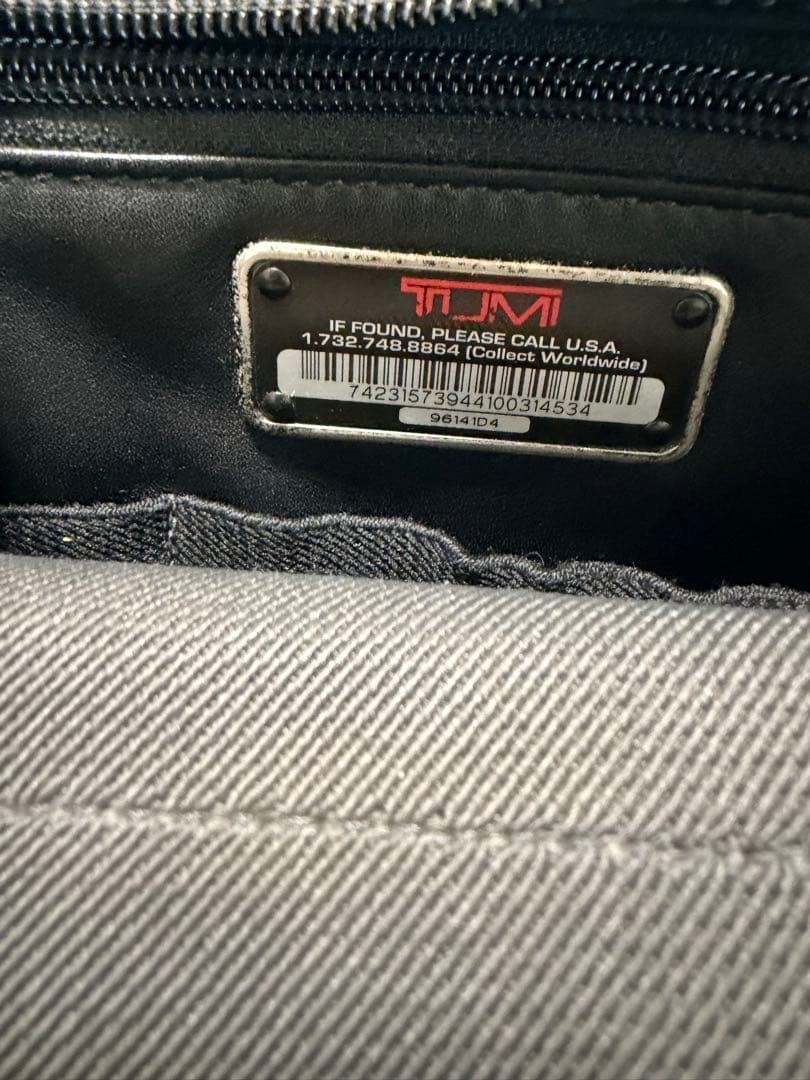 TUMI
IF FOUND, PLEASE CALL U.S.A.
1.732.748.8864 (Collect Worldwide)
74231573944100314534
96141D4